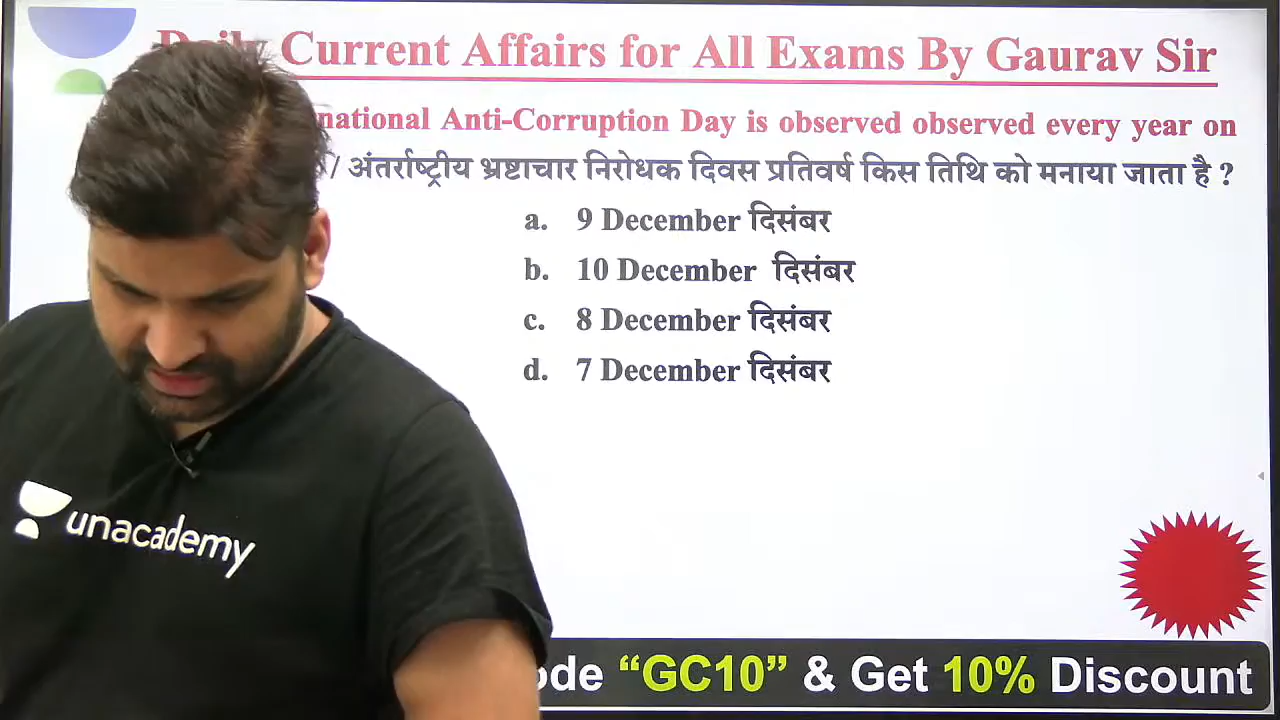 Daily Current Affairs for All Exams By Gaurav Sir
national Anti-Corruption Day is observed observed every year on
/ अंतर्राष्ट्रीय भ्रष्टाचार निरोधक दिवस प्रतिवर्ष किस तिथि को मनाया जाता है ?
a. 9 December दिसंबर
b. 10 December दिसंबर
c. 8 December दिसंबर
d. 7 December दिसंबर
unacademy
ode “GC10” & Get 10% Discount